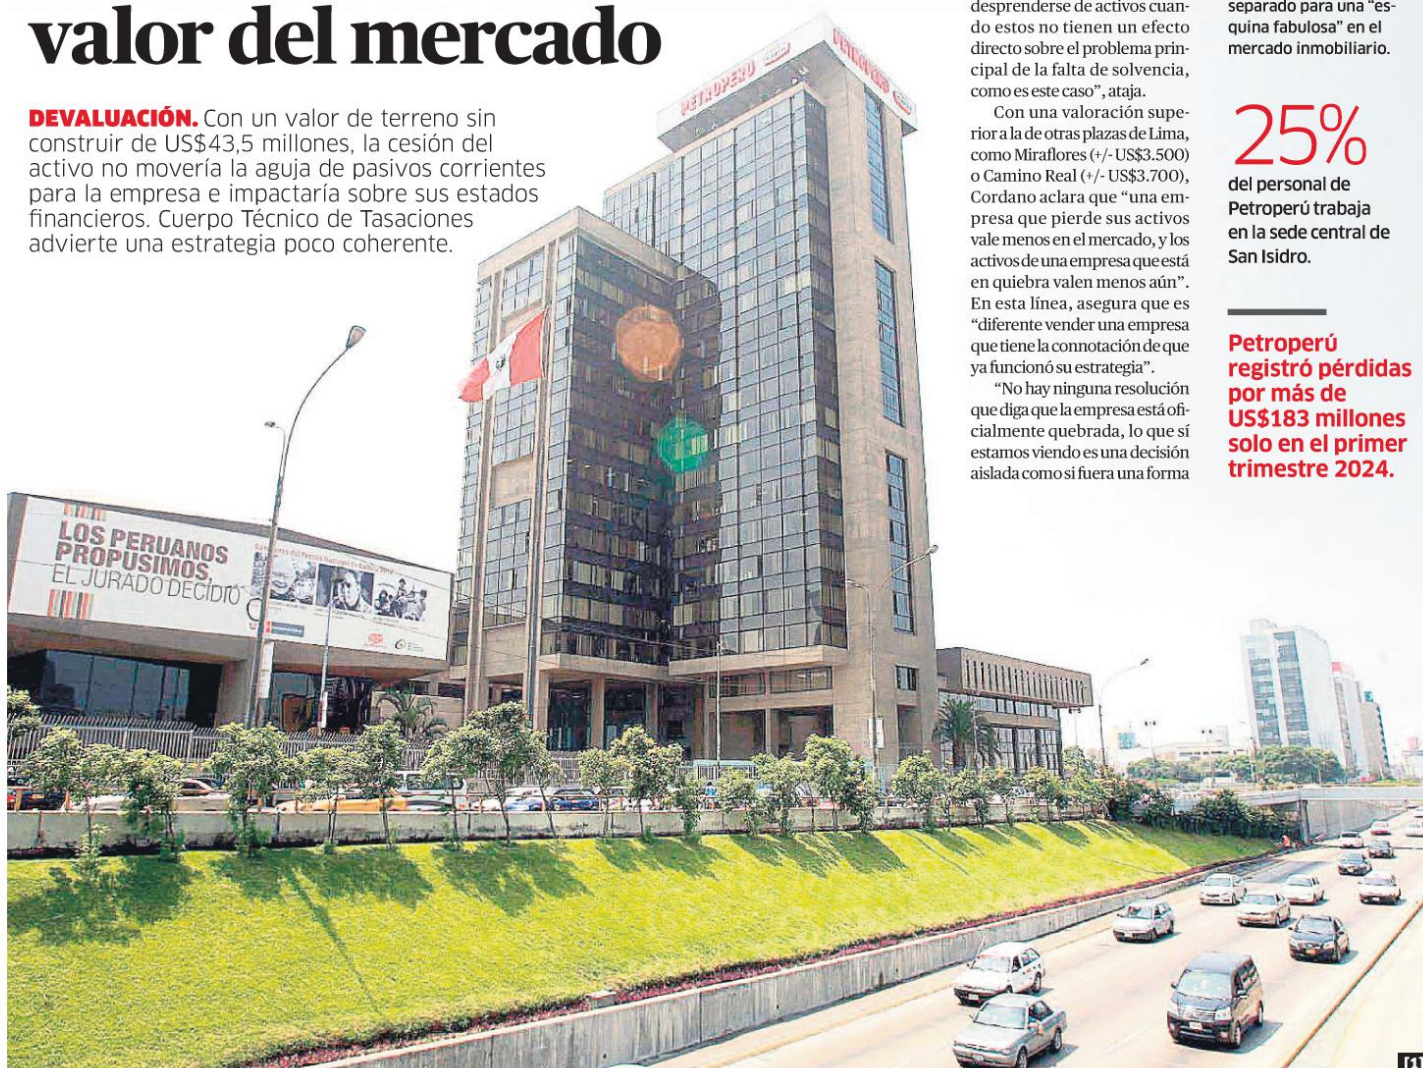 valor del mercado
DEVALUACIÓN. Con un valor de terreno sin
construir de US$43,5 millones, la cesión del
activo no movería la aguja de pasivos corrientes
para la empresa e impactaría sobre sus estados
financieros. Cuerpo Técnico de Tasaciones
advierte una estrategia poco coherente.
desprenderse de activos cuan-
do estos no tienen un efecto
directo sobre el problema prin-
cipal de la falta de solvencia,
como es este caso”, ataja.
Con una valoración supe-
rior a la de otras plazas de Lima,
como Miraflores (+/- US$3.500)
o Camino Real (+/- US$3.700),
Cordano aclara que “una em-
presa que pierde sus activos
vale menos en el mercado, y los
activos de una empresa que está
en quiebra valen menos aún”.
En esta línea, asegura que es
“diferente vender una empresa
que tiene la connotación de que
ya funcionó su estrategia”.
“No hay ninguna resolución
que diga que la empresa está ofi-
cialmente quebrada, lo que sí
estamos viendo es una decisión
aislada como si fuera una forma
separado para una “es-
quina fabulosa” en el
mercado inmobiliario.
25%
del personal de
Petroperú trabaja
en la sede central de
San Isidro.
Petroperú
registró pérdidas
por más de
US$183 millones
solo en el primer
trimestre 2024.
PETROPERU
PETROPERU
LOS PERUANOS
PROPUSIMOS,
EL JURADO DECIDIÓ
[1]